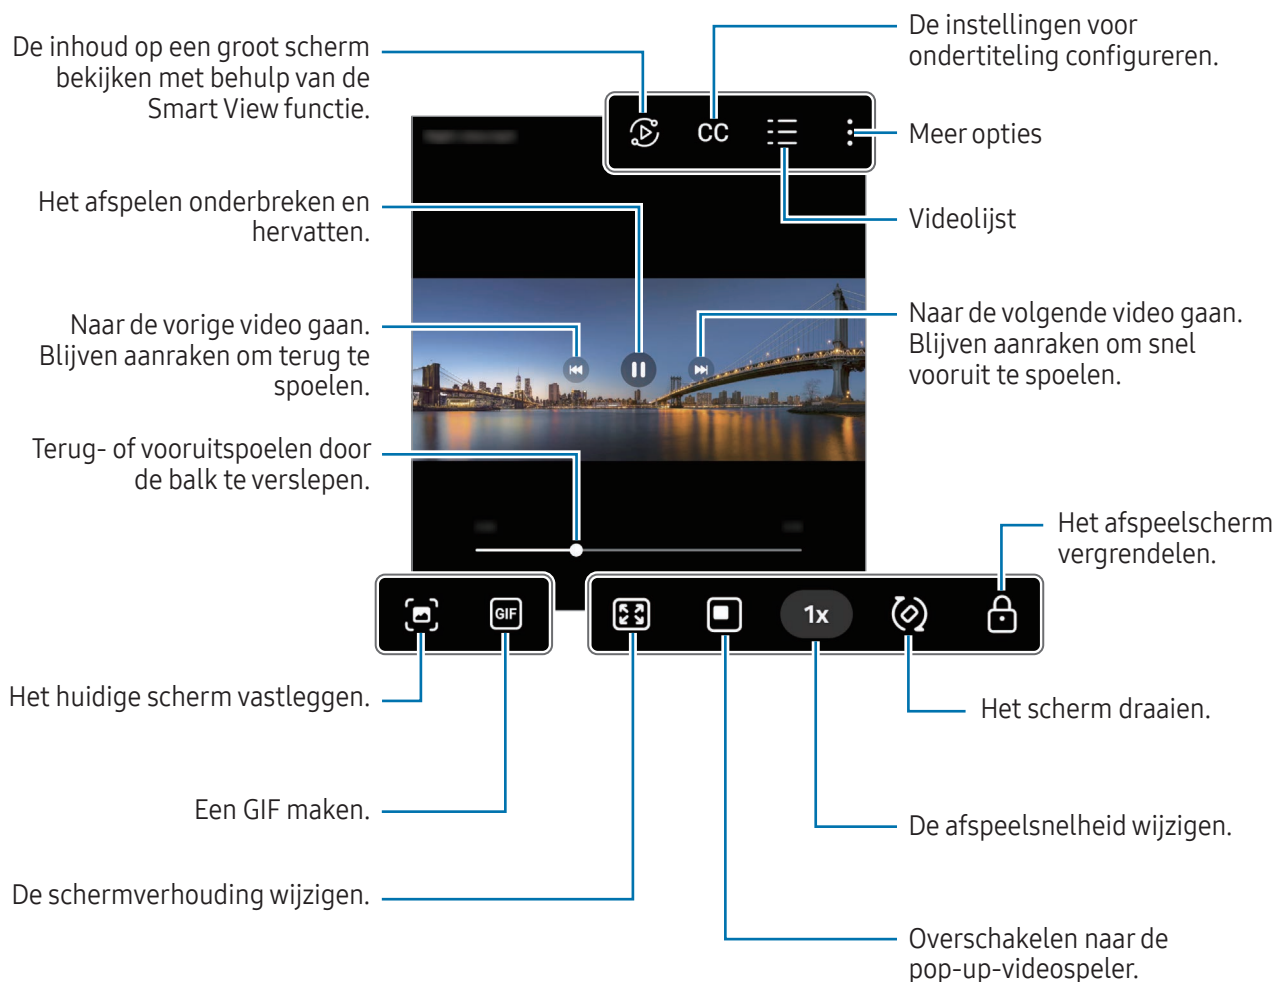 De inhoud op een groot scherm
bekijken met behulp van de
Smart View functie.
De instellingen voor
ondertiteling configureren.
CC
Meer opties
Het afspelen onderbreken en
hervatten.
Videolijst
Naar de vorige video gaan.
Blijven aanraken om terug te
spoelen.
Naar de volgende video gaan.
Blijven aanraken om snel
vooruit te spoelen.
Terug- of vooruitspoelen door
de balk te verslepen.
Het afspeelscherm
vergrendelen.
GIF
1x
Het huidige scherm vastleggen.
Het scherm draaien.
Een GIF maken.
De afspeelsnelheid wijzigen.
De schermverhouding wijzigen.
Overschakelen naar de
pop-up-videospeler.